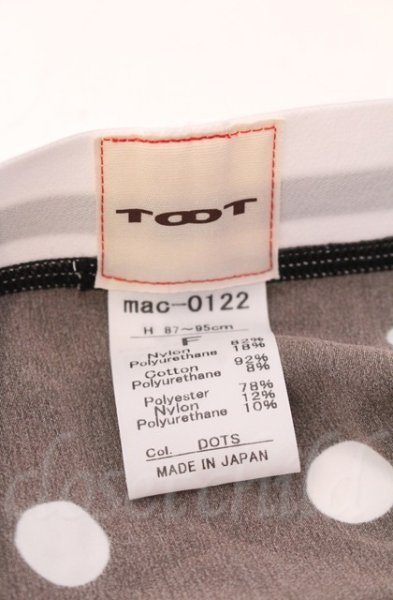 TOOT
mac-0122
H 87～95cm
F
Nylon 82%
Polyurethane 18%
Cotton 92%
Polyurethane 8%
Polyester 78%
Nylon 12%
Polyurethane 10%
Col. DOTS
MADE IN JAPAN